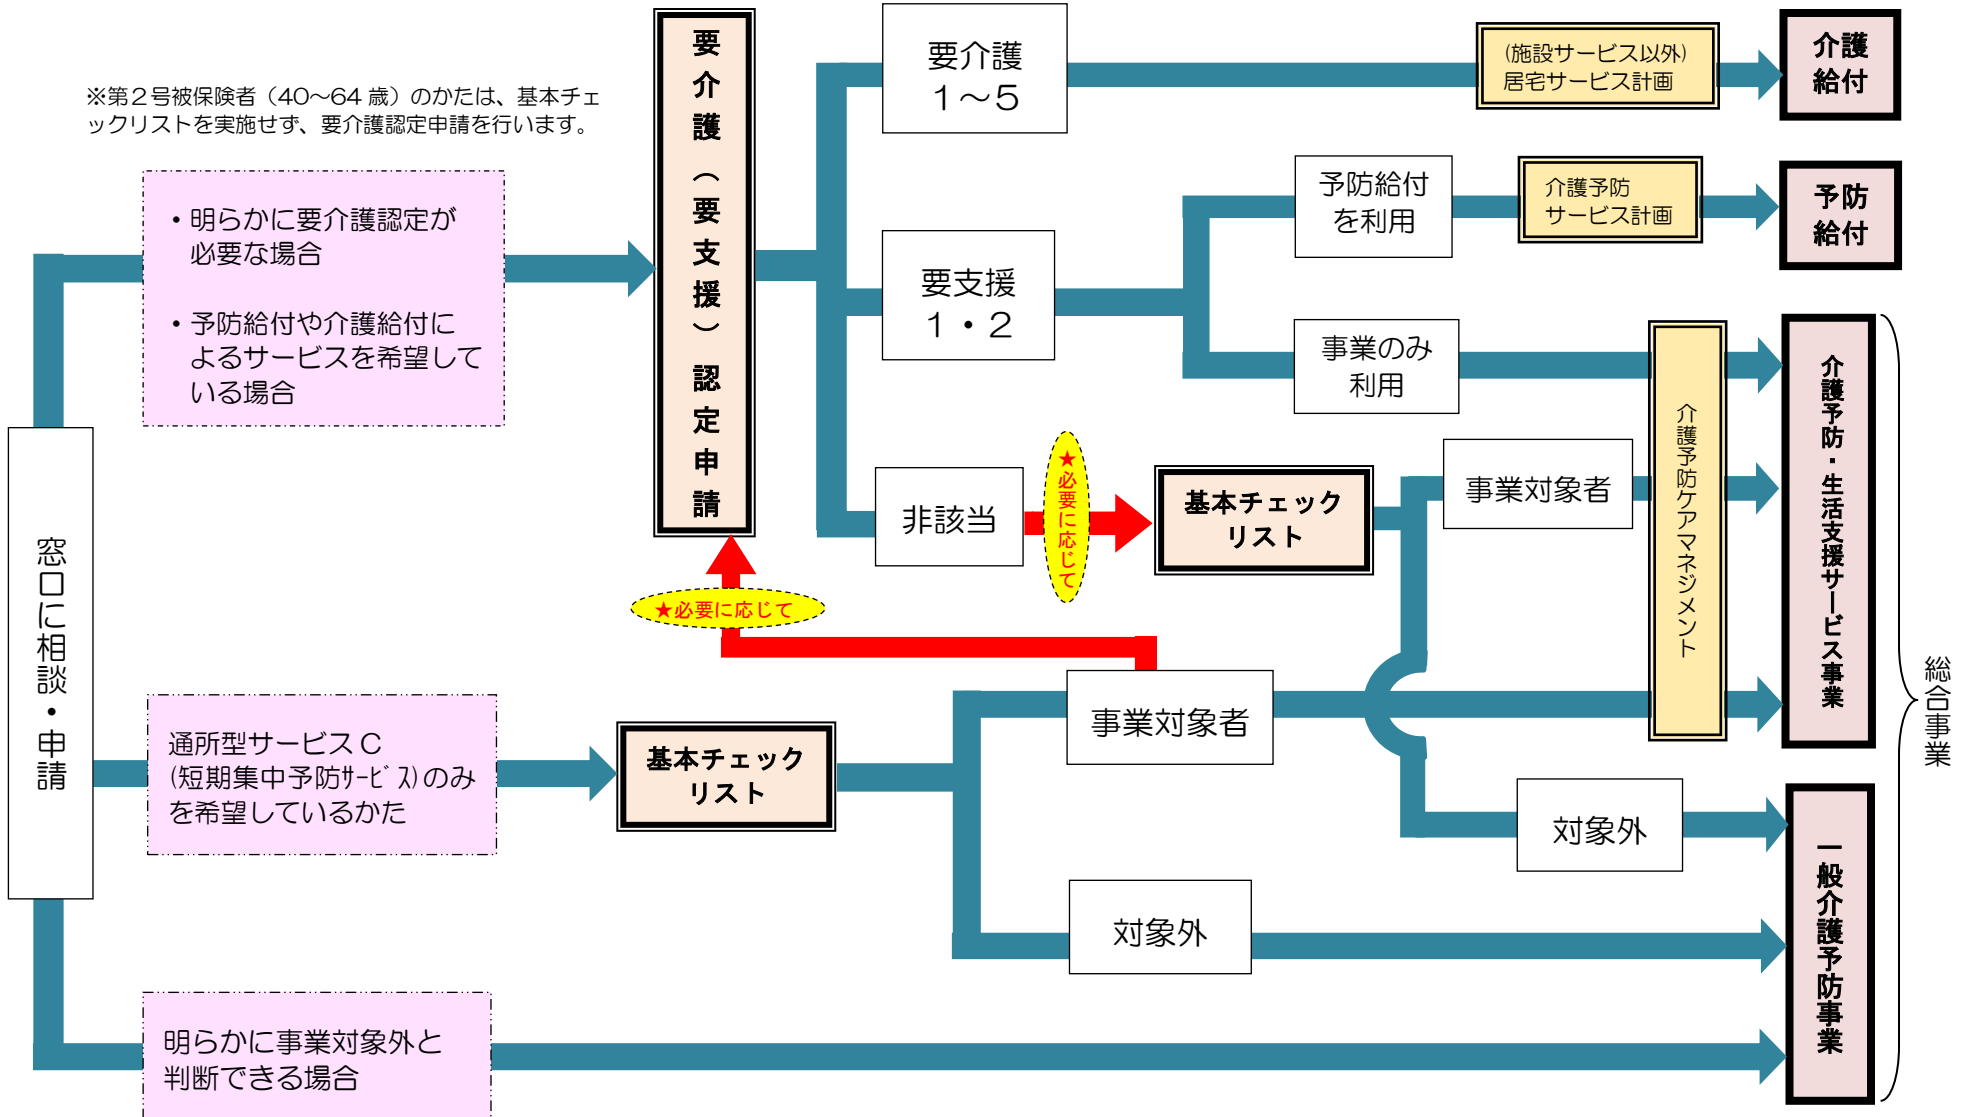 ※第２号被保険者（40～64 歳）のかたは、基本チェ
ックリストを実施せず、要介護認定申請を行います。
窓口に相談・申請
・明らかに要介護認定が
必要な場合
・予防給付や介護給付に
よるサービスを希望して
いる場合
通所型サービスＣ
(短期集中予防ｻｰﾋﾞｽ)のみ
を希望しているかた
明らかに事業対象外と
判断できる場合
要介護（要支援）認定申請
★必要に応じて
基本チェック
リスト
要介護
１～５
要支援
１・２
非該当
★必要に応じて
基本チェック
リスト
事業対象者
対象外
予防給付
を利用
事業のみ
利用
事業対象者
対象外
(施設サービス以外)
居宅サービス計画
介護予防
サービス計画
介護予防ケアマネジメント
介護
給付
予防
給付
介護予防・生活支援サービス事業
一般介護予防事業
総合事業